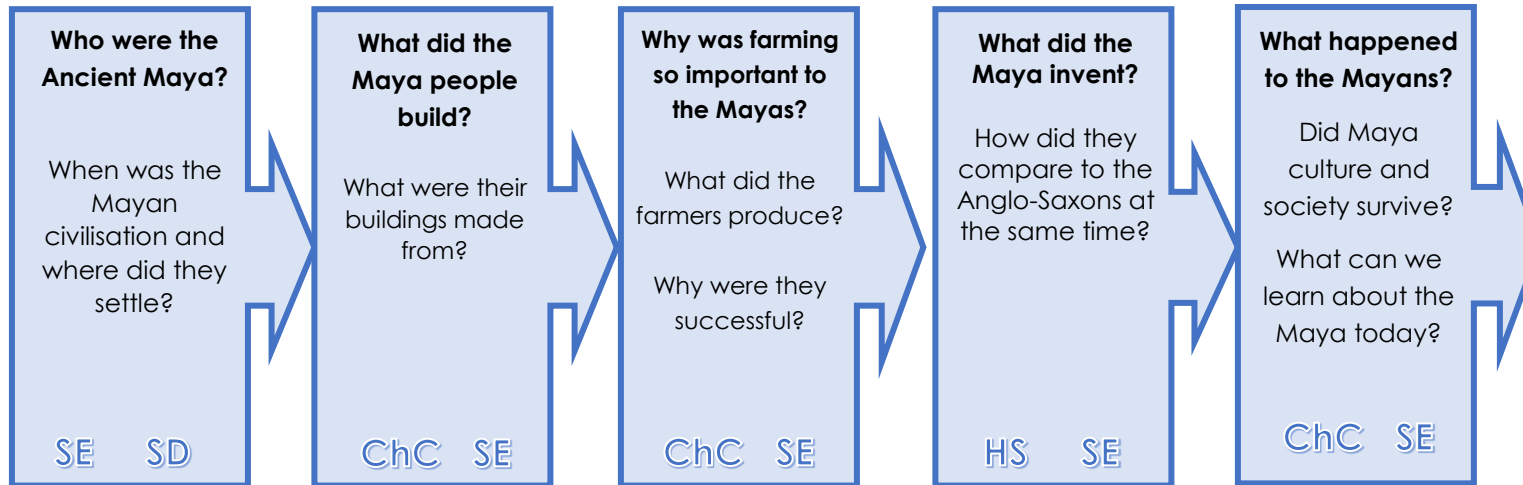 Who were the
Ancient Maya?
When was the
Mayan
civilisation and
where did they
settle?
SE SD
What did the
Maya people
build?
What were their
buildings made
from?
ChC SE
Why was farming
so important to
the Mayas?
What did the
farmers produce?
Why were they
successful?
ChC SE
What did the
Maya invent?
How did they
compare to the
Anglo-Saxons at
the same time?
HS SE
What happened
to the Mayans?
Did Maya
culture and
society survive?
What can we
learn about the
Maya today?
ChC SE